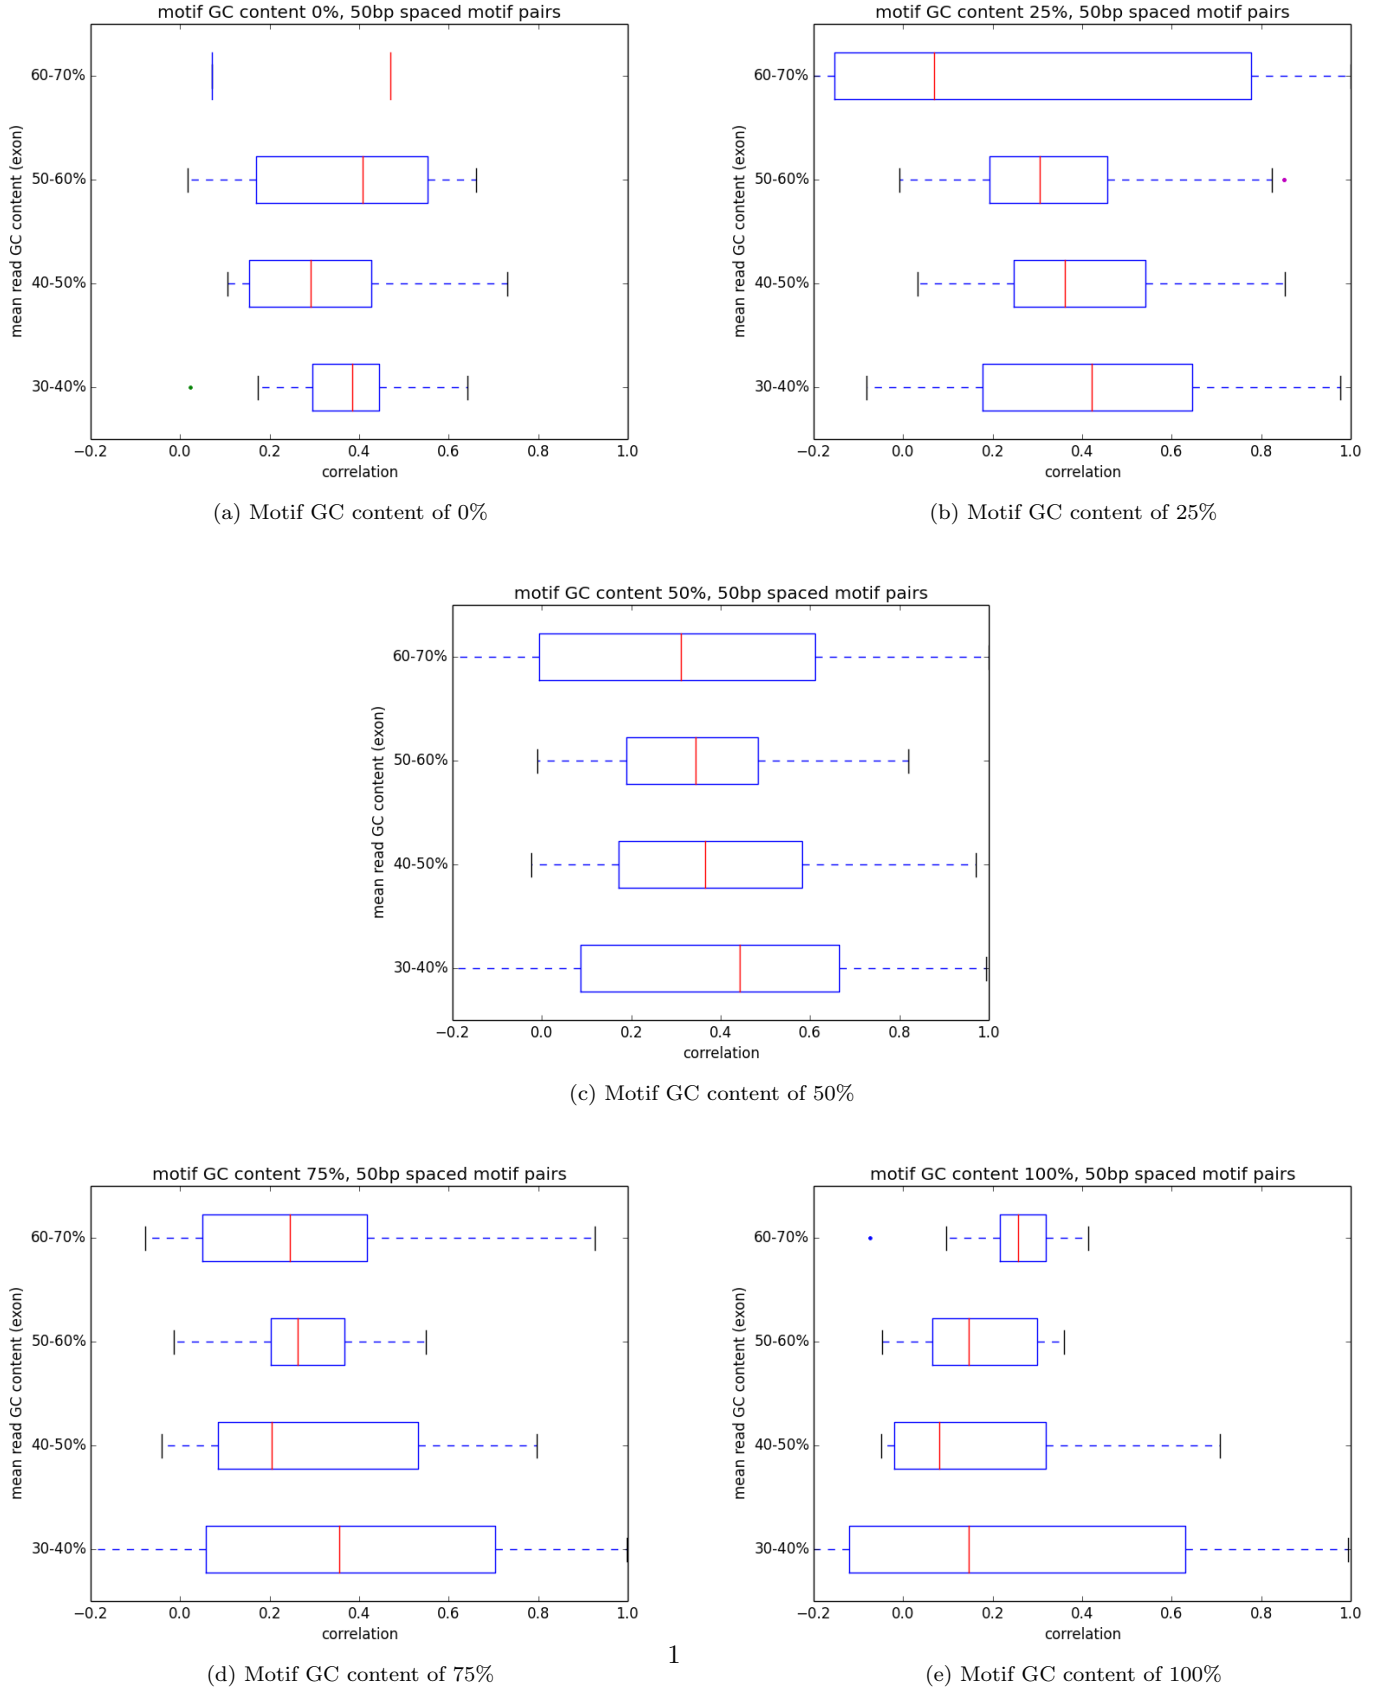 motif GC content 0%, 50bp spaced motif pairs
60-70%
50-60%
40-50%
30-40%
mean read GC content (exon)
−0.2 0.0 0.2 0.4 0.6 0.8 1.0
correlation
(a) Motif GC content of 0%
motif GC content 25%, 50bp spaced motif pairs
60-70%
50-60%
40-50%
30-40%
mean read GC content (exon)
−0.2 0.0 0.2 0.4 0.6 0.8 1.0
correlation
(b) Motif GC content of 25%
motif GC content 50%, 50bp spaced motif pairs
60-70%
50-60%
40-50%
30-40%
mean read GC content (exon)
−0.2 0.0 0.2 0.4 0.6 0.8 1.0
correlation
(c) Motif GC content of 50%
motif GC content 75%, 50bp spaced motif pairs
60-70%
50-60%
40-50%
30-40%
mean read GC content (exon)
−0.2 0.0 0.2 0.4 0.6 0.8 1.0
correlation
(d) Motif GC content of 75%
motif GC content 100%, 50bp spaced motif pairs
60-70%
50-60%
40-50%
30-40%
mean read GC content (exon)
−0.2 0.0 0.2 0.4 0.6 0.8 1.0
correlation
(e) Motif GC content of 100%
1